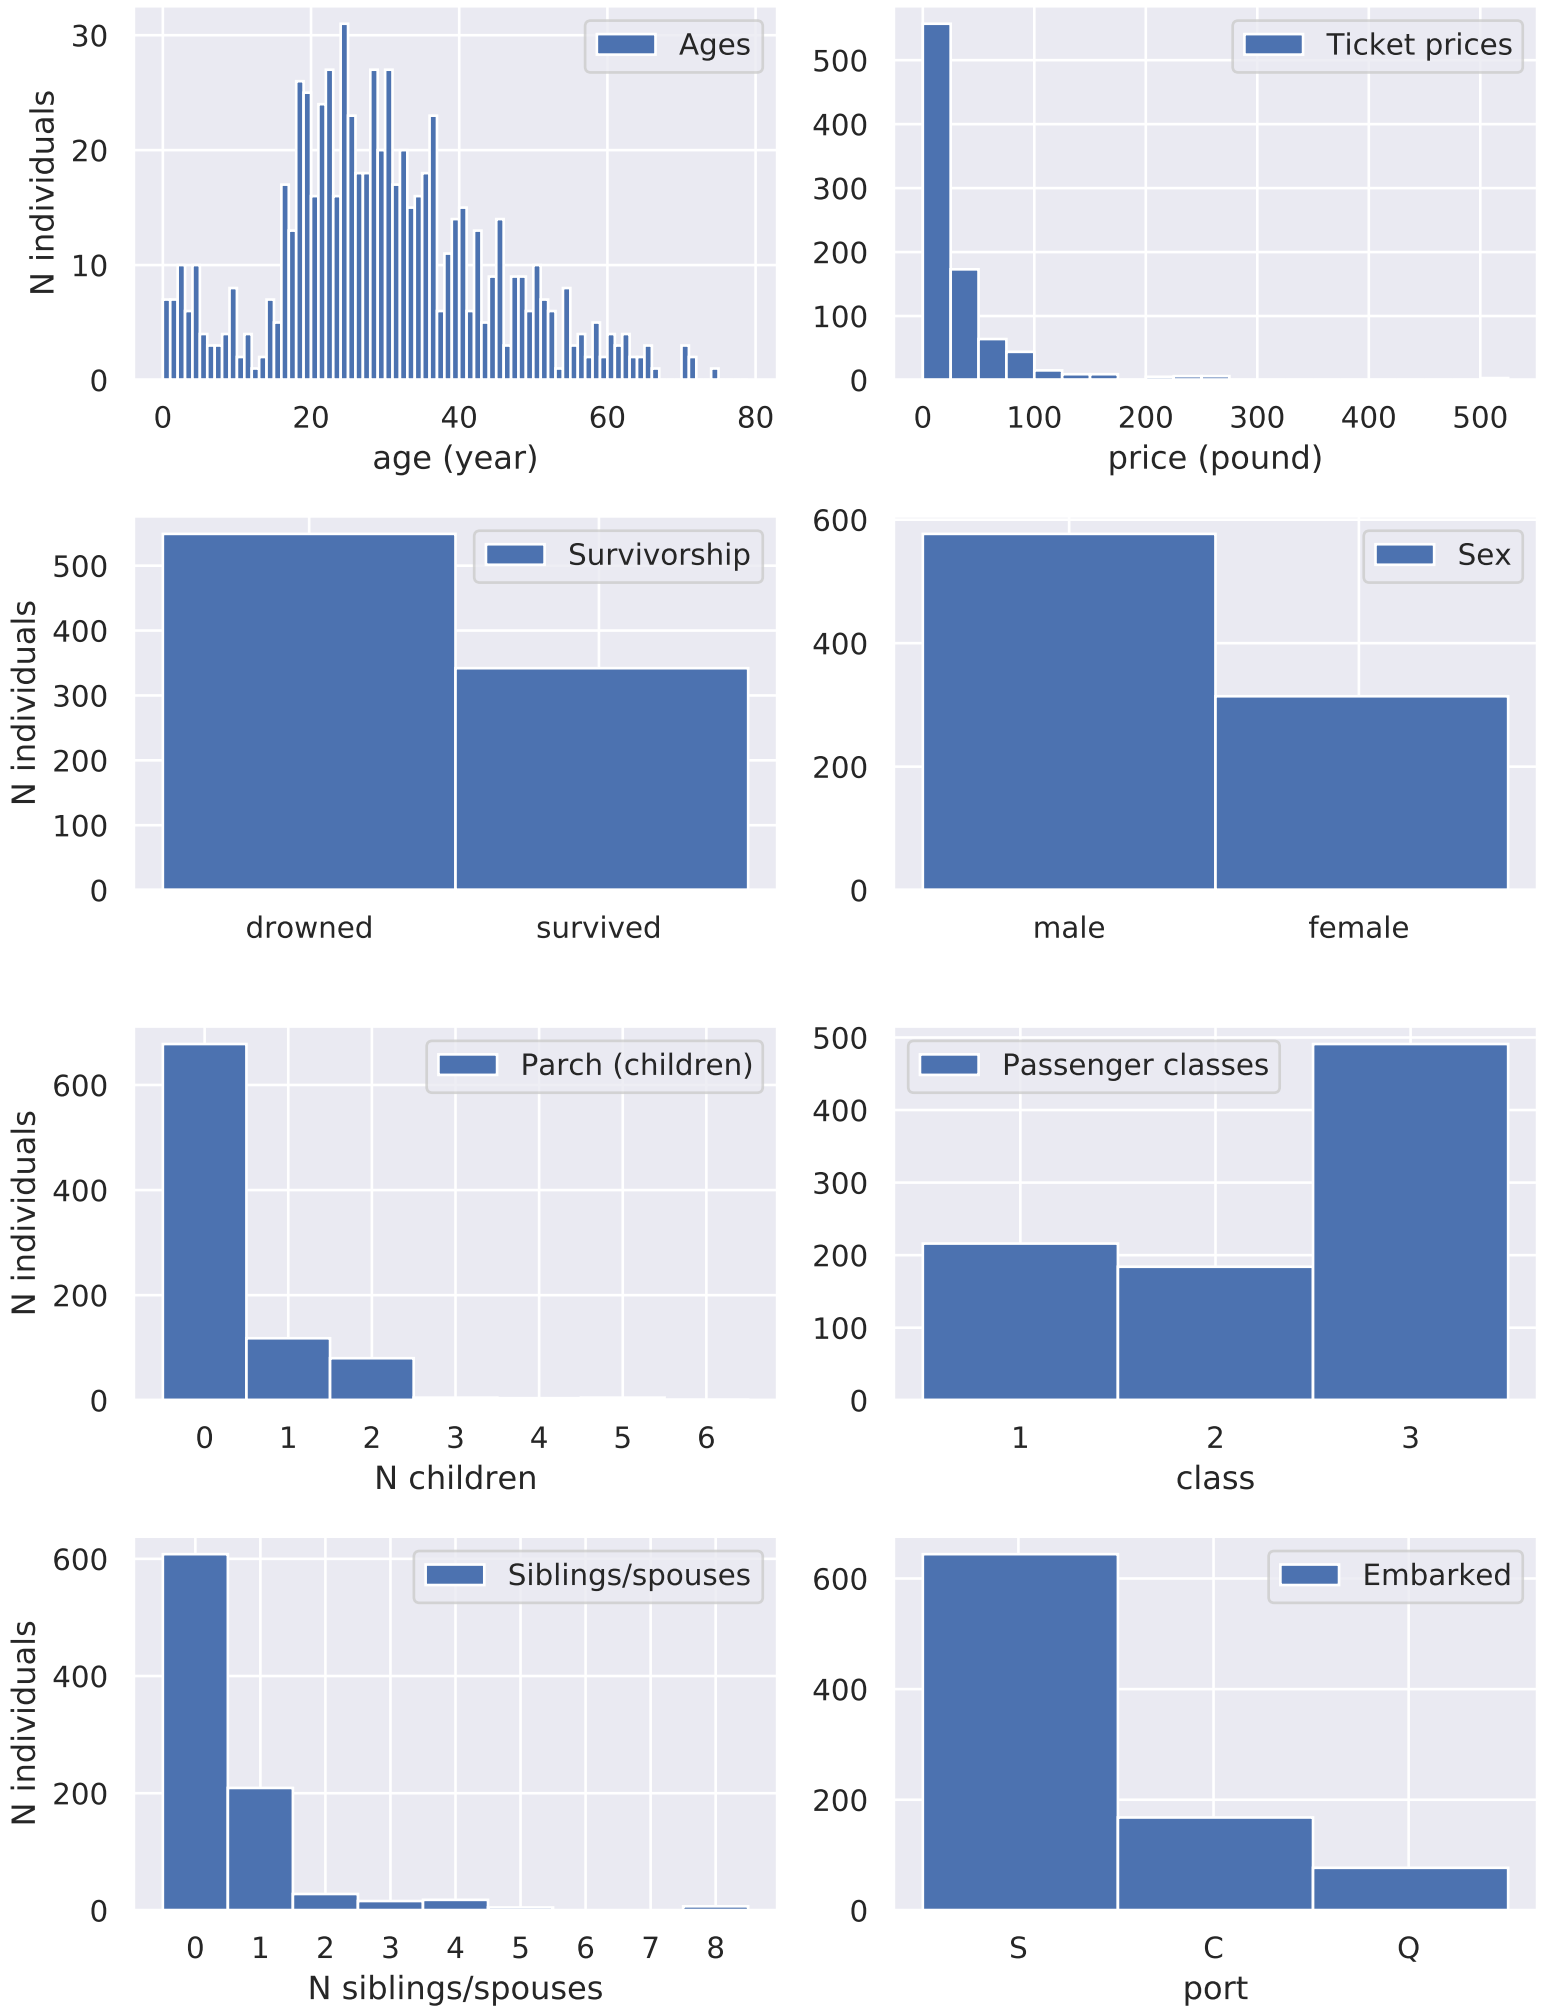 Ages
N individuals
30
20
10
0
0 20 40 60 80
age (year)
Ticket prices
500
400
300
200
100
0
0 100 200 300 400 500
price (pound)
Survivorship
N individuals
500
400
300
200
100
0
drowned survived
Sex
600
400
200
0
male female
Parch (children)
N individuals
600
400
200
0
0 1 2 3 4 5 6
N children
Passenger classes
500
400
300
200
100
0
1 2 3
class
Siblings/spouses
N individuals
600
400
200
0
0 1 2 3 4 5 6 7 8
N siblings/spouses
Embarked
600
400
200
0
S C Q
port